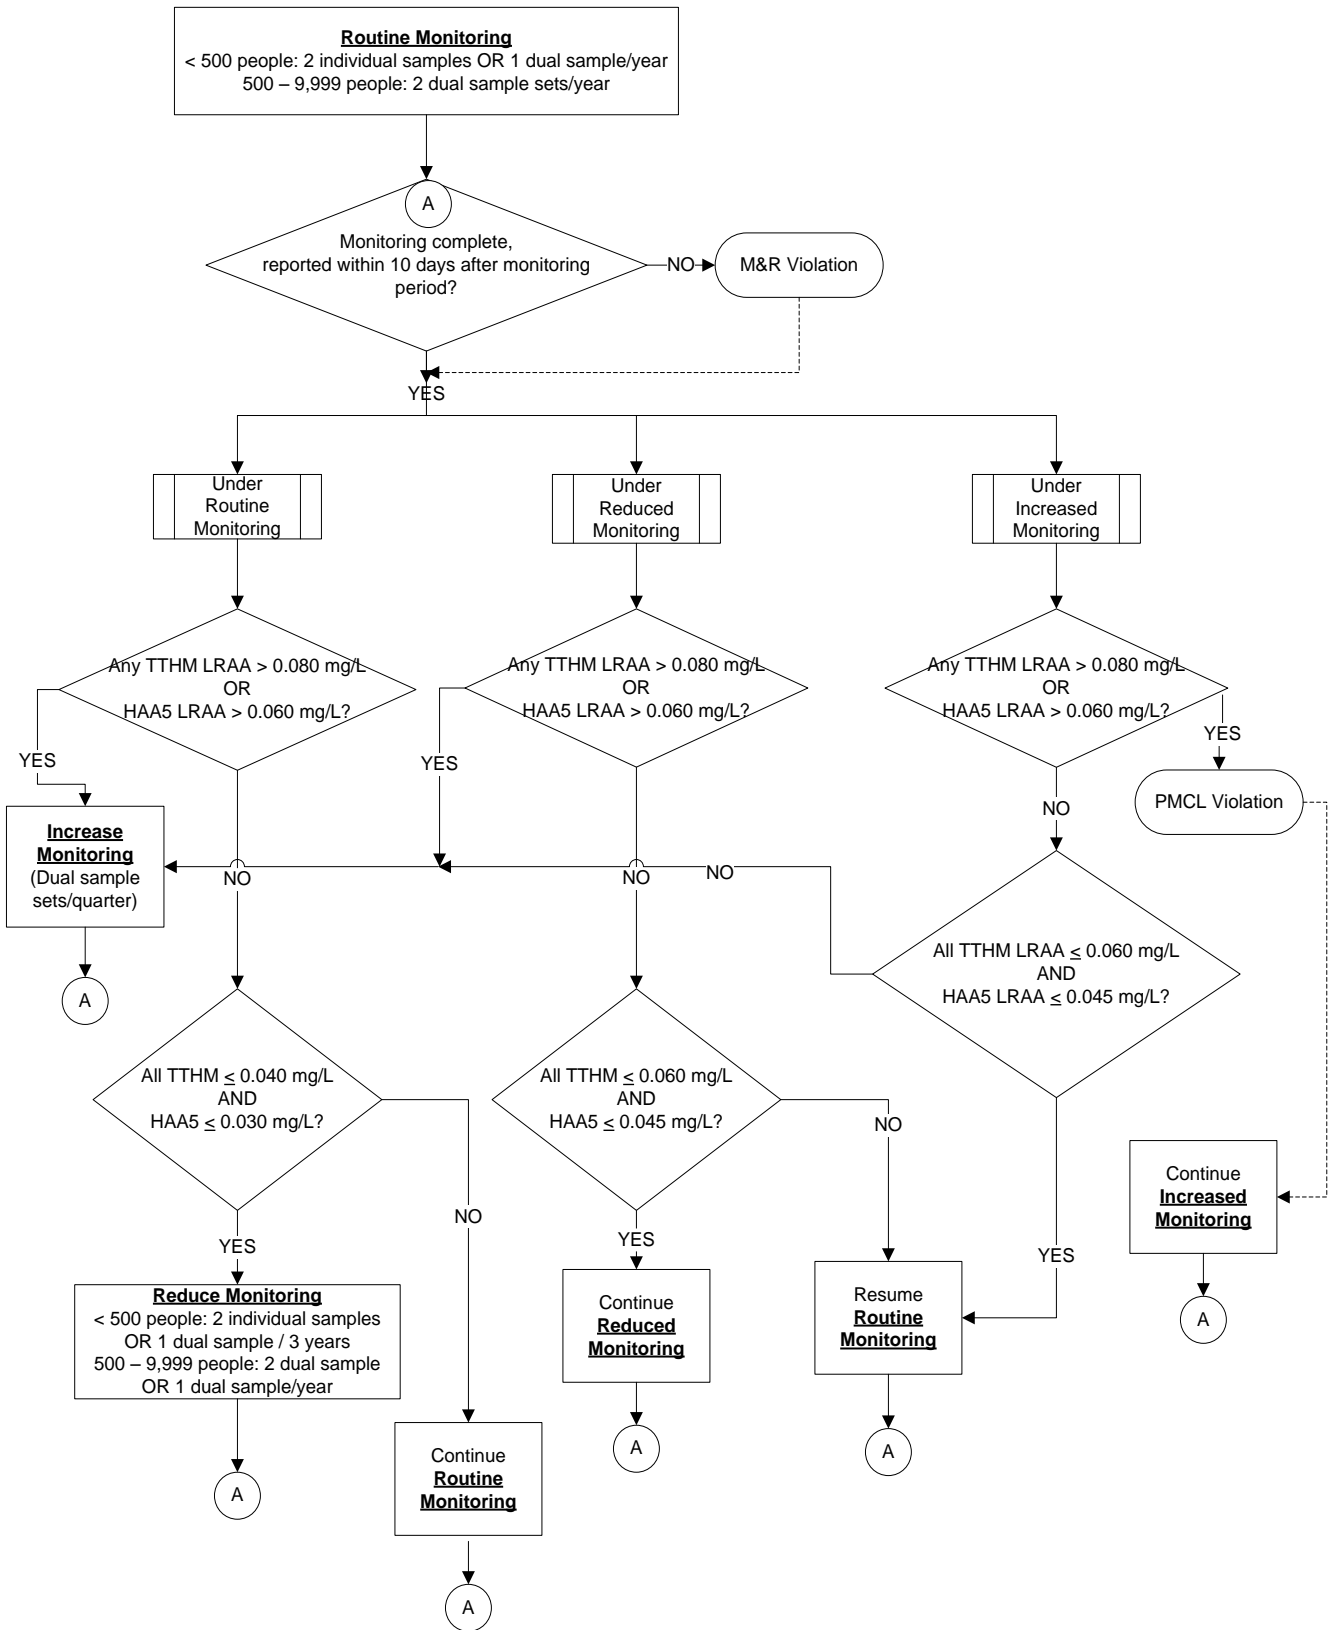 Routine Monitoring
< 500 people: 2 individual samples OR 1 dual sample/year
500 – 9,999 people: 2 dual sample sets/year
A
Monitoring complete,
reported within 10 days after monitoring
period?
NO
M&R Violation
YES
Under
Routine
Monitoring
Under
Reduced
Monitoring
Under
Increased
Monitoring
Any TTHM LRAA > 0.080 mg/L
OR
HAA5 LRAA > 0.060 mg/L?
Any TTHM LRAA > 0.080 mg/L
OR
HAA5 LRAA > 0.060 mg/L?
Any TTHM LRAA > 0.080 mg/L
OR
HAA5 LRAA > 0.060 mg/L?
YES
YES
YES
PMCL Violation
NO
Increase
Monitoring
(Dual sample
sets/quarter)
NO
NO
NO
A
All TTHM LRAA ≤ 0.060 mg/L
AND
HAA5 LRAA ≤ 0.045 mg/L?
All TTHM ≤ 0.040 mg/L
AND
HAA5 ≤ 0.030 mg/L?
All TTHM ≤ 0.060 mg/L
AND
HAA5 ≤ 0.045 mg/L?
NO
NO
YES
YES
YES
Continue
Increased
Monitoring
A
Reduce Monitoring
< 500 people: 2 individual samples
OR 1 dual sample / 3 years
500 – 9,999 people: 2 dual sample
OR 1 dual sample/year
Continue
Reduced
Monitoring
Resume
Routine
Monitoring
A
A
A
Continue
Routine
Monitoring
A